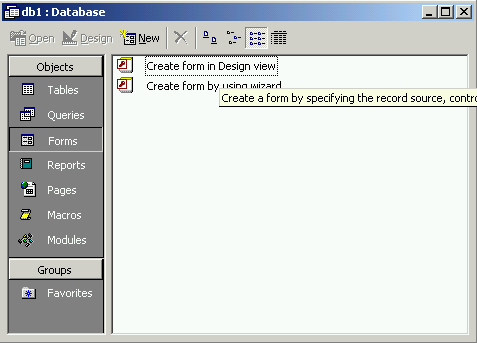 db1 : Database
Open Design New
Objects
Tables
Queries
Forms
Reports
Pages
Macros
Modules
Groups
Favorites
Create form in Design view
Create form by using wizard
Create a form by specifying the record source, contro